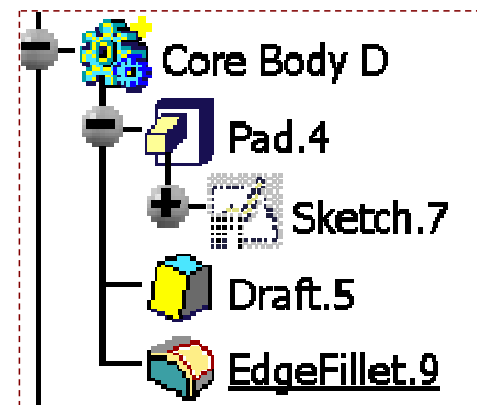 Core Body D
Pad.4
Sketch.7
Draft.5
EdgeFillet.9